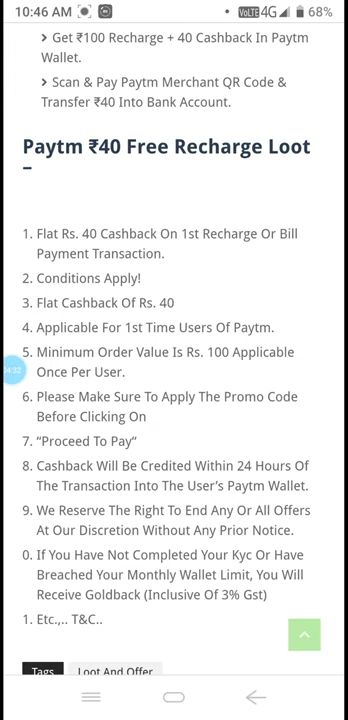 10:46 AM VoLTE 4G 68%
> Get ₹100 Recharge + 40 Cashback In Paytm
Wallet.
> Scan & Pay Paytm Merchant QR Code &
Transfer ₹40 Into Bank Account.
Paytm ₹40 Free Recharge Loot
–
1. Flat Rs. 40 Cashback On 1st Recharge Or Bill
Payment Transaction.
2. Conditions Apply!
3. Flat Cashback Of Rs. 40
4. Applicable For 1st Time Users Of Paytm.
5. Minimum Order Value Is Rs. 100 Applicable
04:32
Once Per User.
6. Please Make Sure To Apply The Promo Code
Before Clicking On
7. “Proceed To Pay“
8. Cashback Will Be Credited Within 24 Hours Of
The Transaction Into The User’s Paytm Wallet.
9. We Reserve The Right To End Any Or All Offers
At Our Discretion Without Any Prior Notice.
0. If You Have Not Completed Your Kyc Or Have
Breached Your Monthly Wallet Limit, You Will
Receive Goldback (Inclusive Of 3% Gst)
1. Etc.,.. T&C..
Tags Loot And Offer